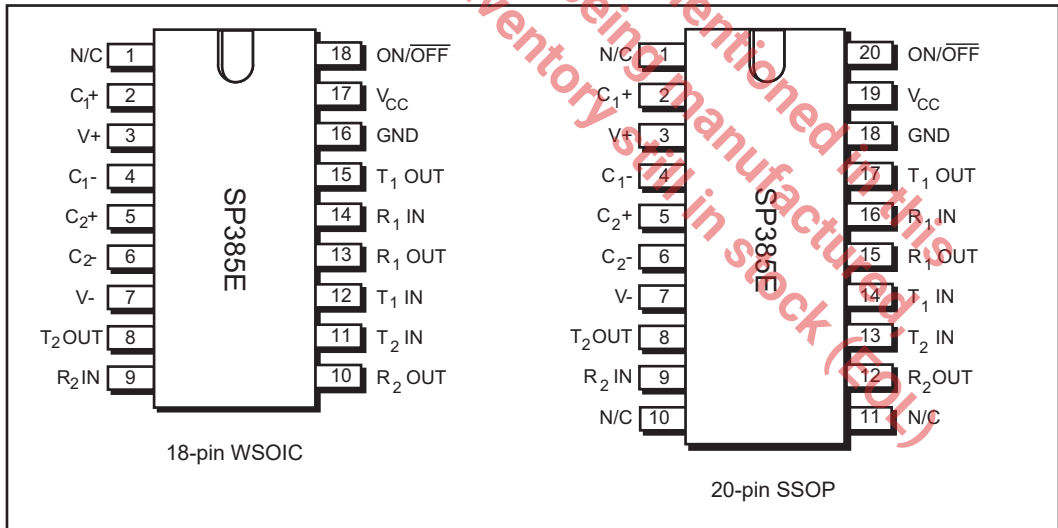 N/C 1
C1+ 2
V+ 3
C1- 4
C2+ 5
C2- 6
V- 7
T2OUT 8
R2IN 9
18 ON/OFF
17 VCC
16 GND
15 T1 OUT
14 R1 IN
13 R1 OUT
12 T1 IN
11 T2 IN
10 R2 OUT
SP385E
18-pin WSOIC
N/C 1
C1+ 2
V+ 3
C1- 4
C2+ 5
C2- 6
V- 7
T2OUT 8
R2 IN 9
N/C 10
20 ON/OFF
19 VCC
18 GND
17 T1 OUT
16 R1 IN
15 R1 OUT
14 T1 IN
13 T2 IN
12 R2OUT
11 N/C
SP385E
20-pin SSOP
mentioned in this
being manufactured,
still in stock (EOL)